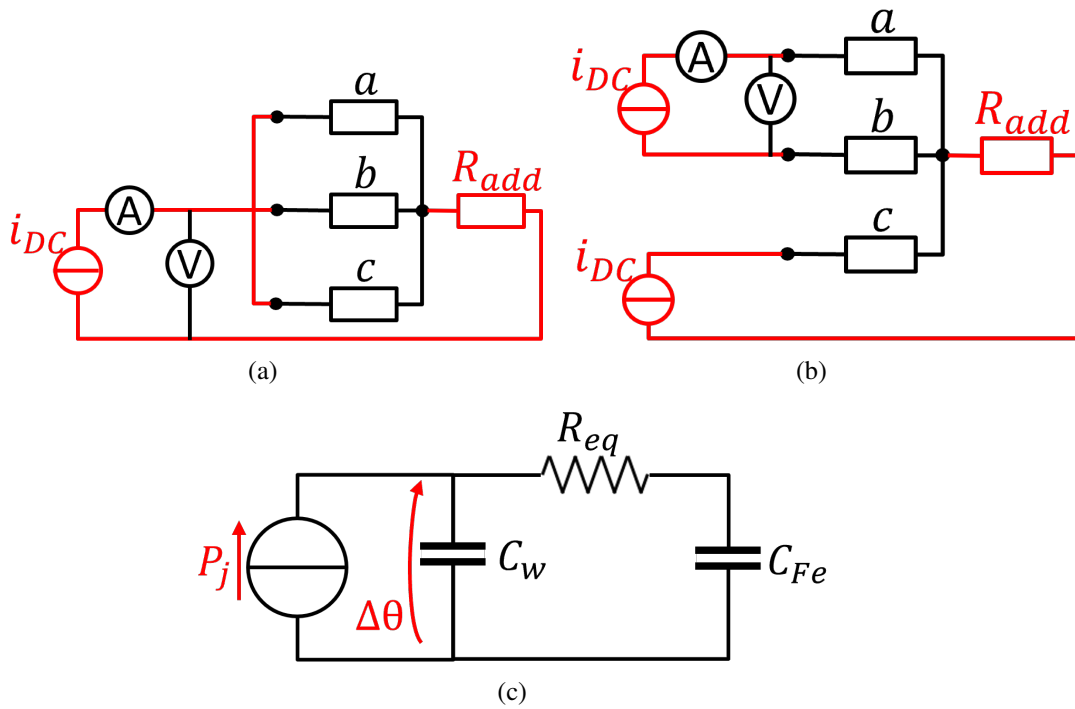 a
b
c
R_add
A
V
i_DC
(a)
a
b
c
R_add
A
V
i_DC
i_DC
(b)
R_eq
P_j
Δθ
C_w
C_Fe
(c)